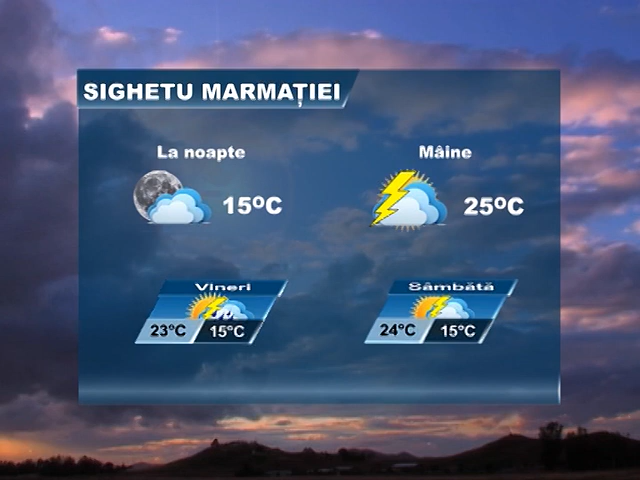 SIGHETU MARMAȚIEI
La noapte
Mâine
15ºC
25ºC
Vineri
Sâmbătă
23ºC
15ºC
24ºC
15ºC